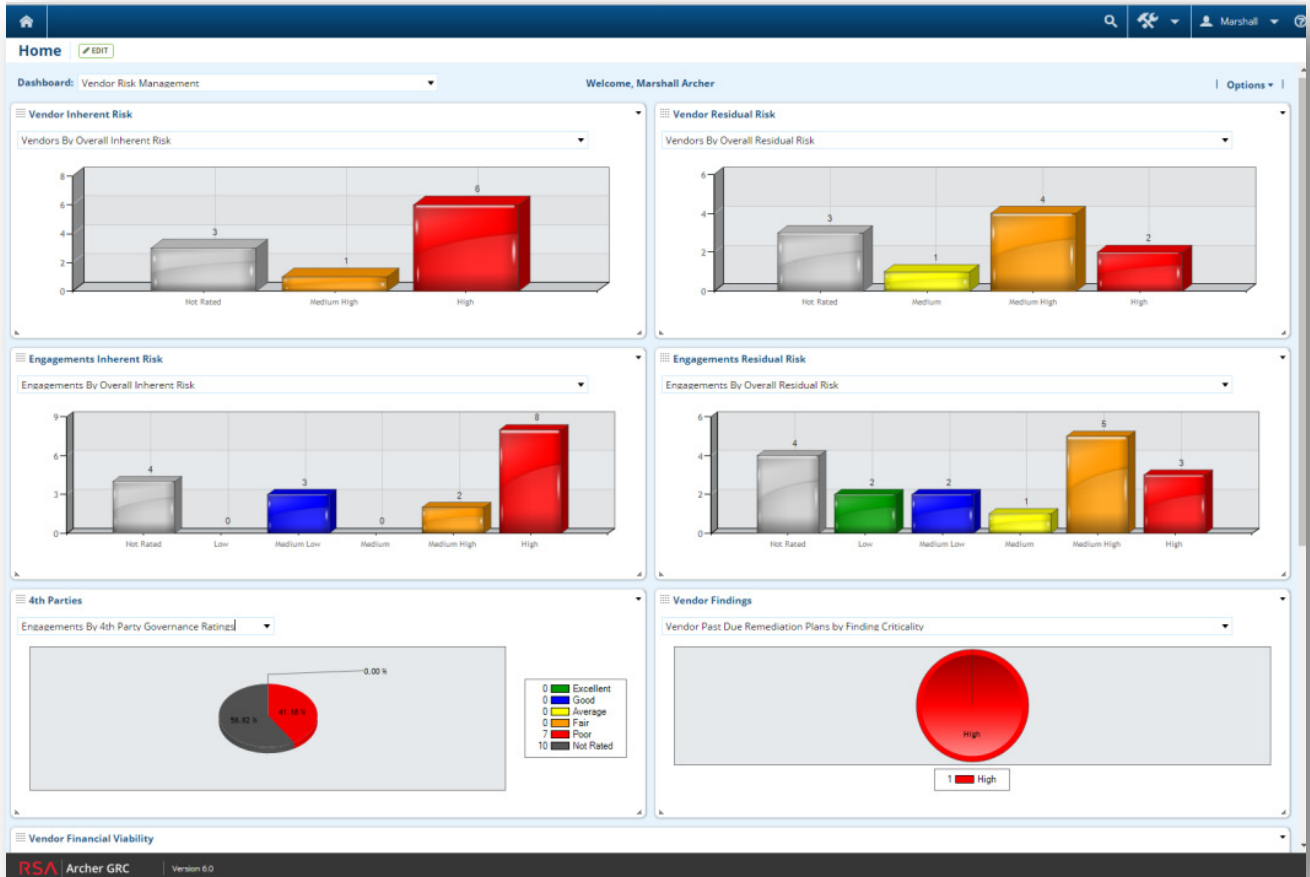 Marshall
Home
EDIT
Dashboard: Vendor Risk Management
Welcome, Marshall Archer
Options
Vendor Inherent Risk
Vendors By Overall Inherent Risk
8
6
4
2
0
3
1
6
Not Rated
Medium High
High
Vendor Residual Risk
Vendors By Overall Residual Risk
6
4
2
0
3
1
4
2
Not Rated
Medium
Medium High
High
Engagements Inherent Risk
Engagements By Overall Inherent Risk
9
6
3
0
4
0
3
0
2
8
Not Rated
Low
Medium Low
Medium
Medium High
High
Engagements Residual Risk
Engagements By Overall Residual Risk
6
4
2
0
4
2
2
1
5
3
Not Rated
Low
Medium Low
Medium
Medium High
High
4th Parties
Engagements By 4th Party Governance Ratings
0.00 %
58.82 %
41.18 %
0 Excellent
0 Good
0 Average
0 Fair
7 Poor
10 Not Rated
Vendor Findings
Vendor Past Due Remediation Plans by Finding Criticality
High
1 High
Vendor Financial Viability
RSA Archer GRC
Version 6.0